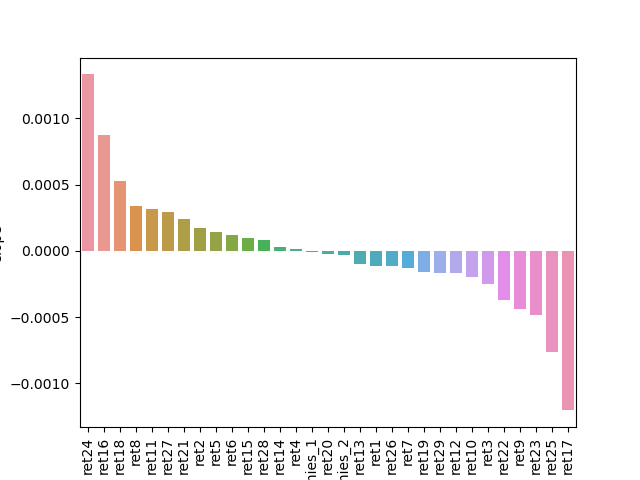 0.0010
0.0005
0.0000
−0.0005
−0.0010
ret24
ret16
ret18
ret8
ret11
ret27
ret21
ret2
ret5
ret6
ret15
ret28
ret14
ret4
nies_1
ret20
nies_2
ret13
ret1
ret26
ret7
ret19
ret29
ret12
ret10
ret3
ret22
ret9
ret23
ret25
ret17